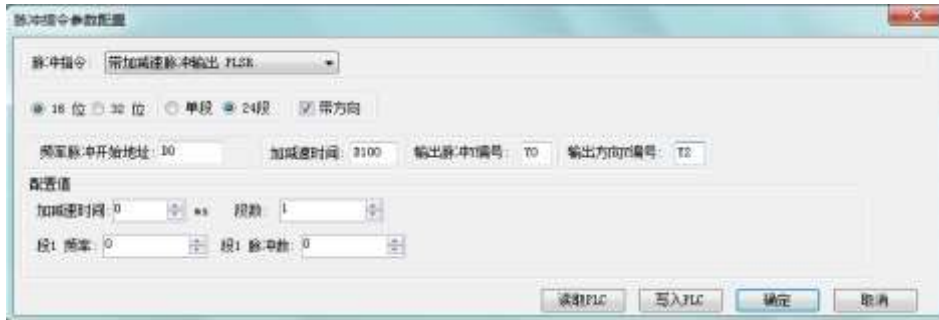 脉冲指令参数配置
脉冲指令 带加减速脉冲输出 PLSR
16 位 32 位 单段 24段 带方向
频率脉冲开始地址: D0 加减速时间: D100 输出脉冲Y编号: Y0 输出方向Y编号: Y2
配置值
加减速时间: 0 ms 段数: 1
段1 频率: 0 段1 脉冲数: 0
读取PLC 写入PLC 确定 取消